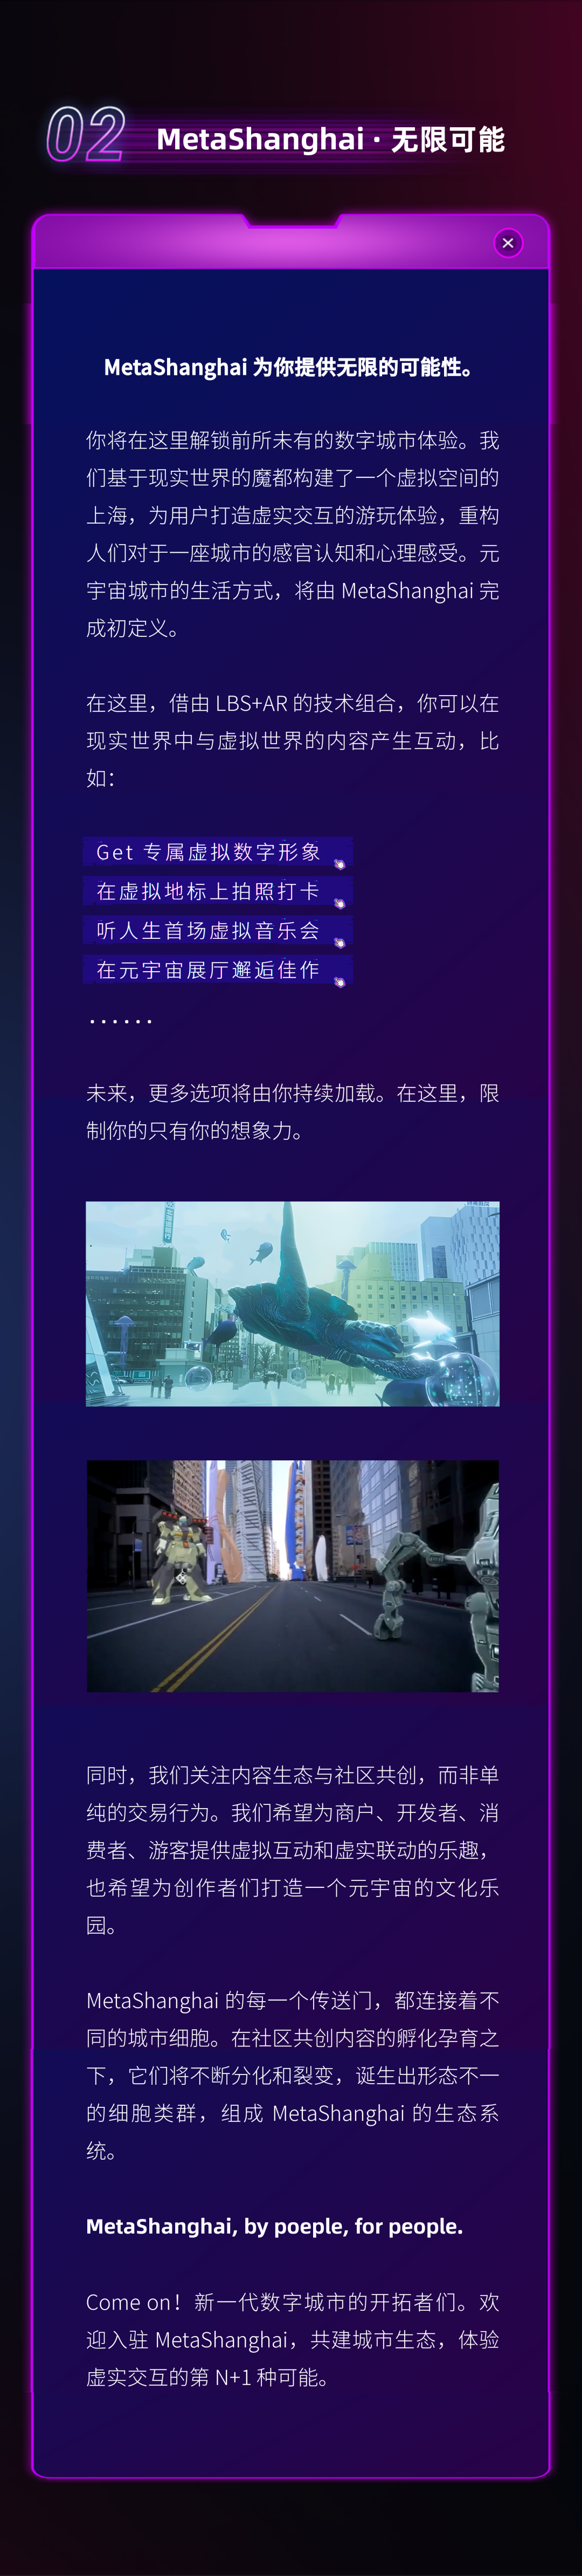 02
MetaShanghai · 无限可能
MetaShanghai 为你提供无限的可能性。
你将在这里解锁前所未有的数字城市体验。我
们基于现实世界的魔都构建了一个虚拟空间的
上海，为用户打造虚实交互的游玩体验，重构
人们对于一座城市的感官认知和心理感受。元
宇宙城市的生活方式，将由 MetaShanghai 完
成初定义。
在这里，借由 LBS+AR 的技术组合，你可以在
现实世界中与虚拟世界的内容产生互动，比
如：
Get 专属虚拟数字形象
在虚拟地标上拍照打卡
听人生首场虚拟音乐会
在元宇宙展厅邂逅佳作
······
未来，更多选项将由你持续加载。在这里，限
制你的只有你的想象力。
同时，我们关注内容生态与社区共创，而非单
纯的交易行为。我们希望为商户、开发者、消
费者、游客提供虚拟互动和虚实联动的乐趣，
也希望为创作者们打造一个元宇宙的文化乐
园。
MetaShanghai 的每一个传送门，都连接着不
同的城市细胞。在社区共创内容的孵化孕育之
下，它们将不断分化和裂变，诞生出形态不一
的细胞类群，组成 MetaShanghai 的生态系
统。
MetaShanghai, by poeple, for people.
Come on！新一代数字城市的开拓者们。欢
迎入驻 MetaShanghai，共建城市生态，体验
虚实交互的第 N+1 种可能。